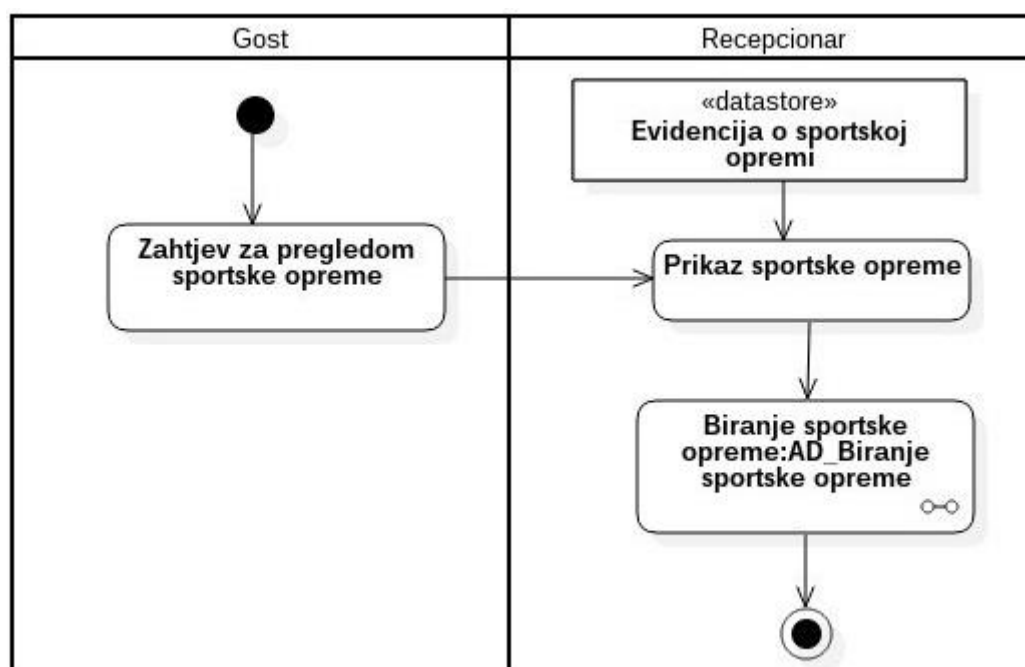 Gost
Recepcionar
«datastore»
Evidencija o sportskoj
opremi
Zahtjev za pregledom
sportske opreme
Prikaz sportske opreme
Biranje sportske
opreme:AD_Biranje
sportske opreme